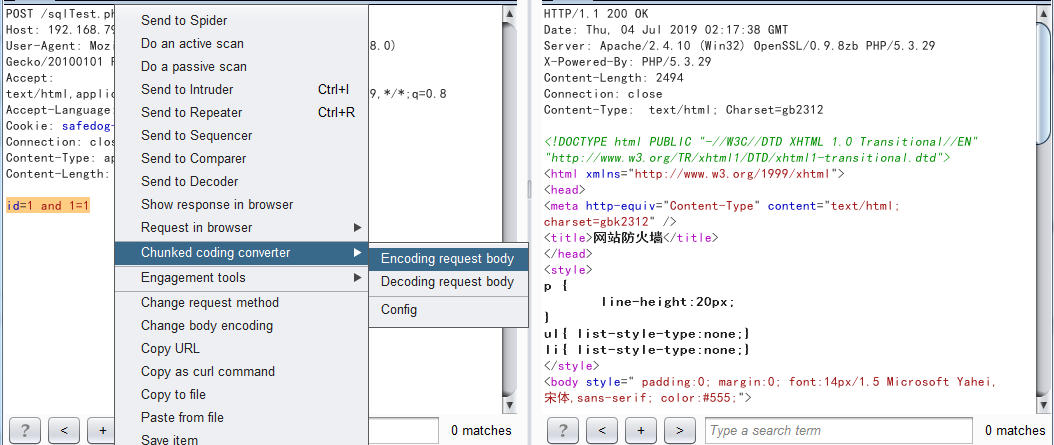 POST /sqlTest.ph
Host: 192.168.79
User-Agent: Mozi
8.0)
Gecko/20100101 F
Accept:
text/html,applic
9,*/*;q=0.8
Accept-Language:
Cookie: safedog-
Connection: clos
Content-Type: ap
Content-Length:
id=1 and 1=1
Send to Spider
Do an active scan
Do a passive scan
Send to Intruder Ctrl+I
Send to Repeater Ctrl+R
Send to Sequencer
Send to Comparer
Send to Decoder
Show response in browser
Request in browser
Chunked coding converter
Engagement tools
Change request method
Change body encoding
Copy URL
Copy as curl command
Copy to file
Paste from file
Save item
Encoding request body
Decoding request body
Config
? < +
0 matches
HTTP/1.1 200 OK
Date: Thu, 04 Jul 2019 02:17:38 GMT
Server: Apache/2.4.10 (Win32) OpenSSL/0.9.8zb PHP/5.3.29
X-Powered-By: PHP/5.3.29
Content-Length: 2494
Connection: close
Content-Type:  text/html; Charset=gb2312
<!DOCTYPE html PUBLIC "-//W3C//DTD XHTML 1.0 Transitional//EN"
"http://www.w3.org/TR/xhtml1/DTD/xhtml1-transitional.dtd">
<html xmlns="http://www.w3.org/1999/xhtml">
<head>
<meta http-equiv="Content-Type" content="text/html;
charset=gbk2312" />
<title>网站防火墙</title>
</head>
<style>
p {
line-height:20px;
}
ul{ list-style-type:none;}
li{ list-style-type:none;}
</style>
<body style=" padding:0; margin:0; font:14px/1.5 Microsoft Yahei,
宋体,sans-serif; color:#555;">
? < + >
Type a search term
0 matches